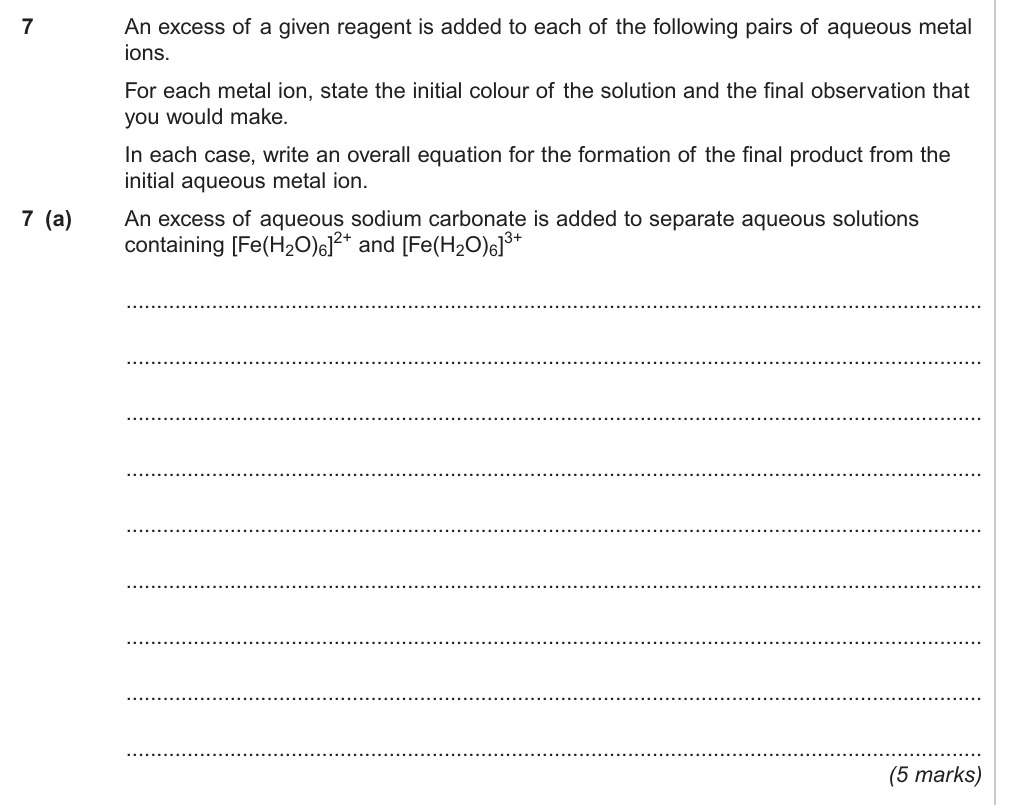 7 An excess of a given reagent is added to each of the following pairs of aqueous metal
ions.
For each metal ion, state the initial colour of the solution and the final observation that
you would make.
In each case, write an overall equation for the formation of the final product from the
initial aqueous metal ion.
7 (a) An excess of aqueous sodium carbonate is added to separate aqueous solutions
containing [Fe(H₂O)₆]²⁺ and [Fe(H₂O)₆]³⁺
(5 marks)